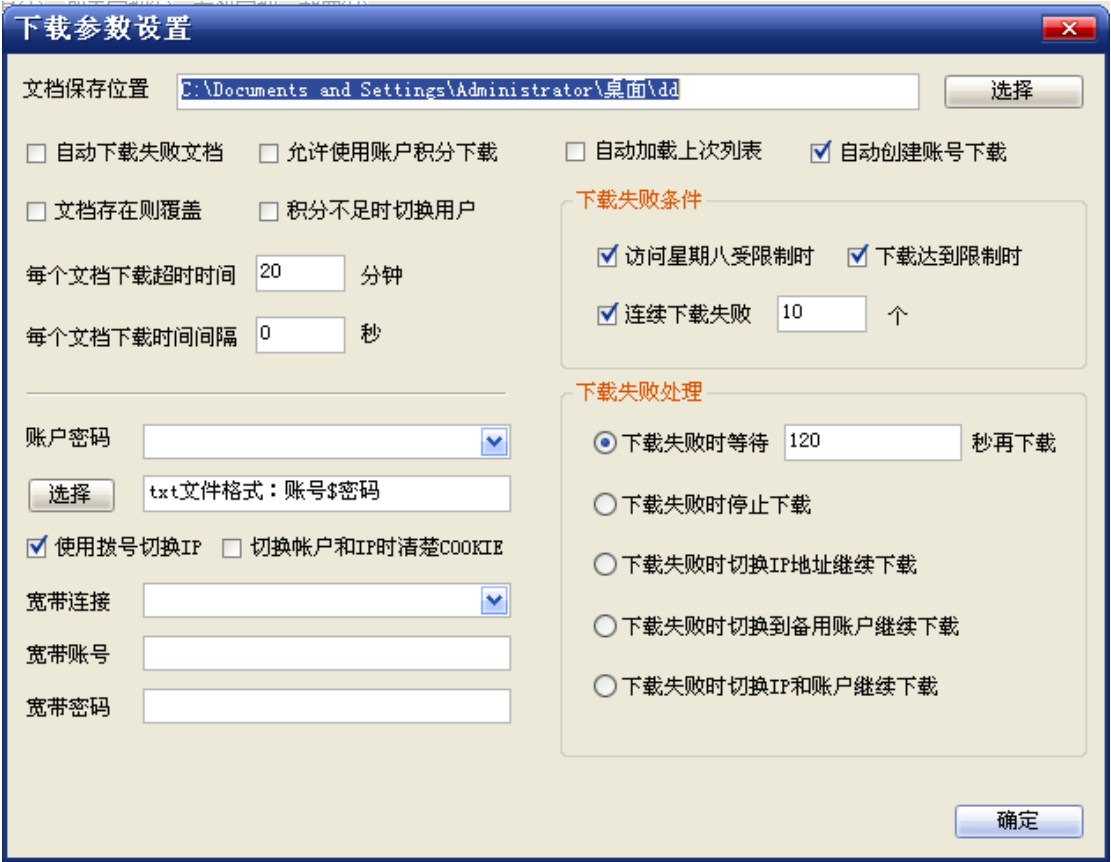 下载参数设置
文档保存位置 C:\Documents and Settings\Administrator\桌面\dd 选择
自动下载失败文档 允许使用账户积分下载 自动加载上次列表 自动创建账号下载
文档存在则覆盖 积分不足时切换用户
每个文档下载超时时间 20 分钟
每个文档下载时间间隔 0 秒
下载失败条件
访问星期八受限制时 下载达到限制时
连续下载失败 10 个
账户密码
选择 txt文件格式：账号$密码
使用拨号切换IP 切换帐户和IP时清楚COOKIE
宽带连接
宽带账号
宽带密码
下载失败处理
下载失败时等待 120 秒再下载
下载失败时停止下载
下载失败时切换IP地址继续下载
下载失败时切换到备用账户继续下载
下载失败时切换IP和账户继续下载
确定